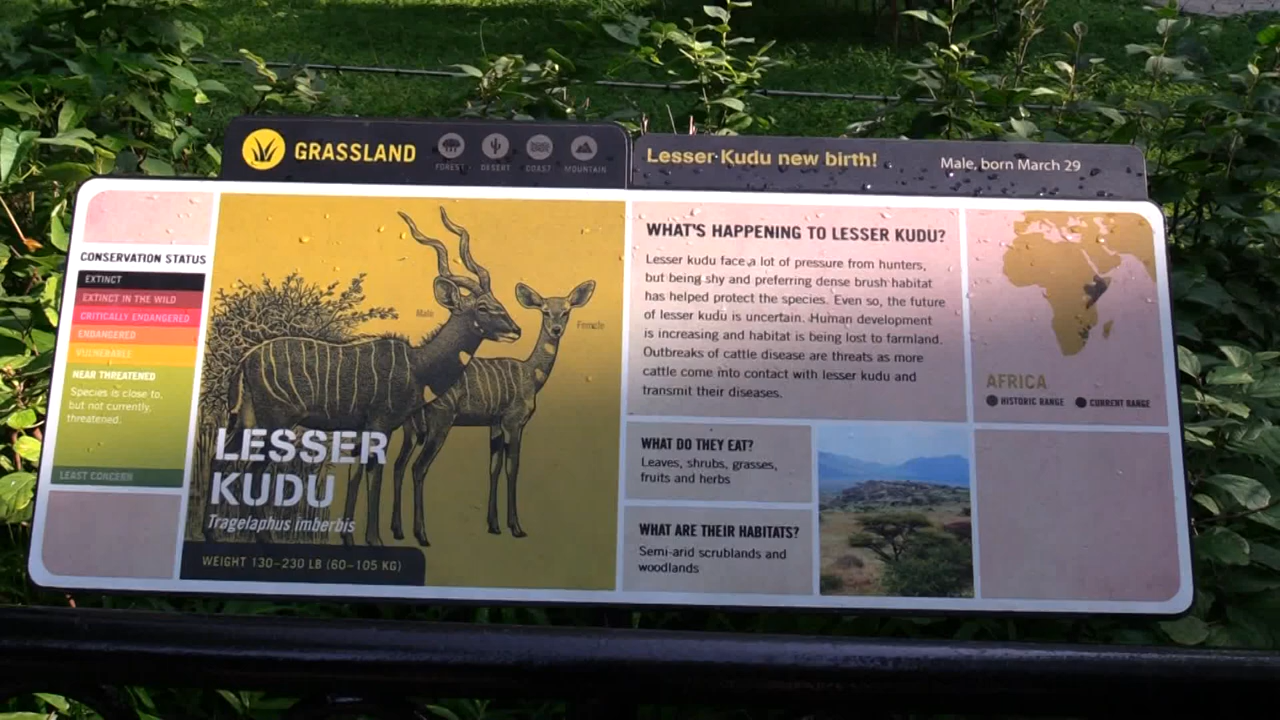 GRASSLAND
FOREST
DESERT
COAST
MOUNTAIN
Lesser Kudu new birth!
Male, born March 29
CONSERVATION STATUS
EXTINCT
EXTINCT IN THE WILD
CRITICALLY ENDANGERED
ENDANGERED
VULNERABLE
NEAR THREATENED
Species is close to,
but not currently,
threatened.
LEAST CONCERN
Male
Female
LESSER
KUDU
Tragelaphus imberbis
WEIGHT 130–230 LB (60–105 KG)
WHAT'S HAPPENING TO LESSER KUDU?
Lesser kudu face a lot of pressure from hunters,
but being shy and preferring dense brush habitat
has helped protect the species. Even so, the future
of lesser kudu is uncertain. Human development
is increasing and habitat is being lost to farmland.
Outbreaks of cattle disease are threats as more
cattle come into contact with lesser kudu and
transmit their diseases.
WHAT DO THEY EAT?
Leaves, shrubs, grasses,
fruits and herbs
WHAT ARE THEIR HABITATS?
Semi-arid scrublands and
woodlands
AFRICA
HISTORIC RANGE
CURRENT RANGE